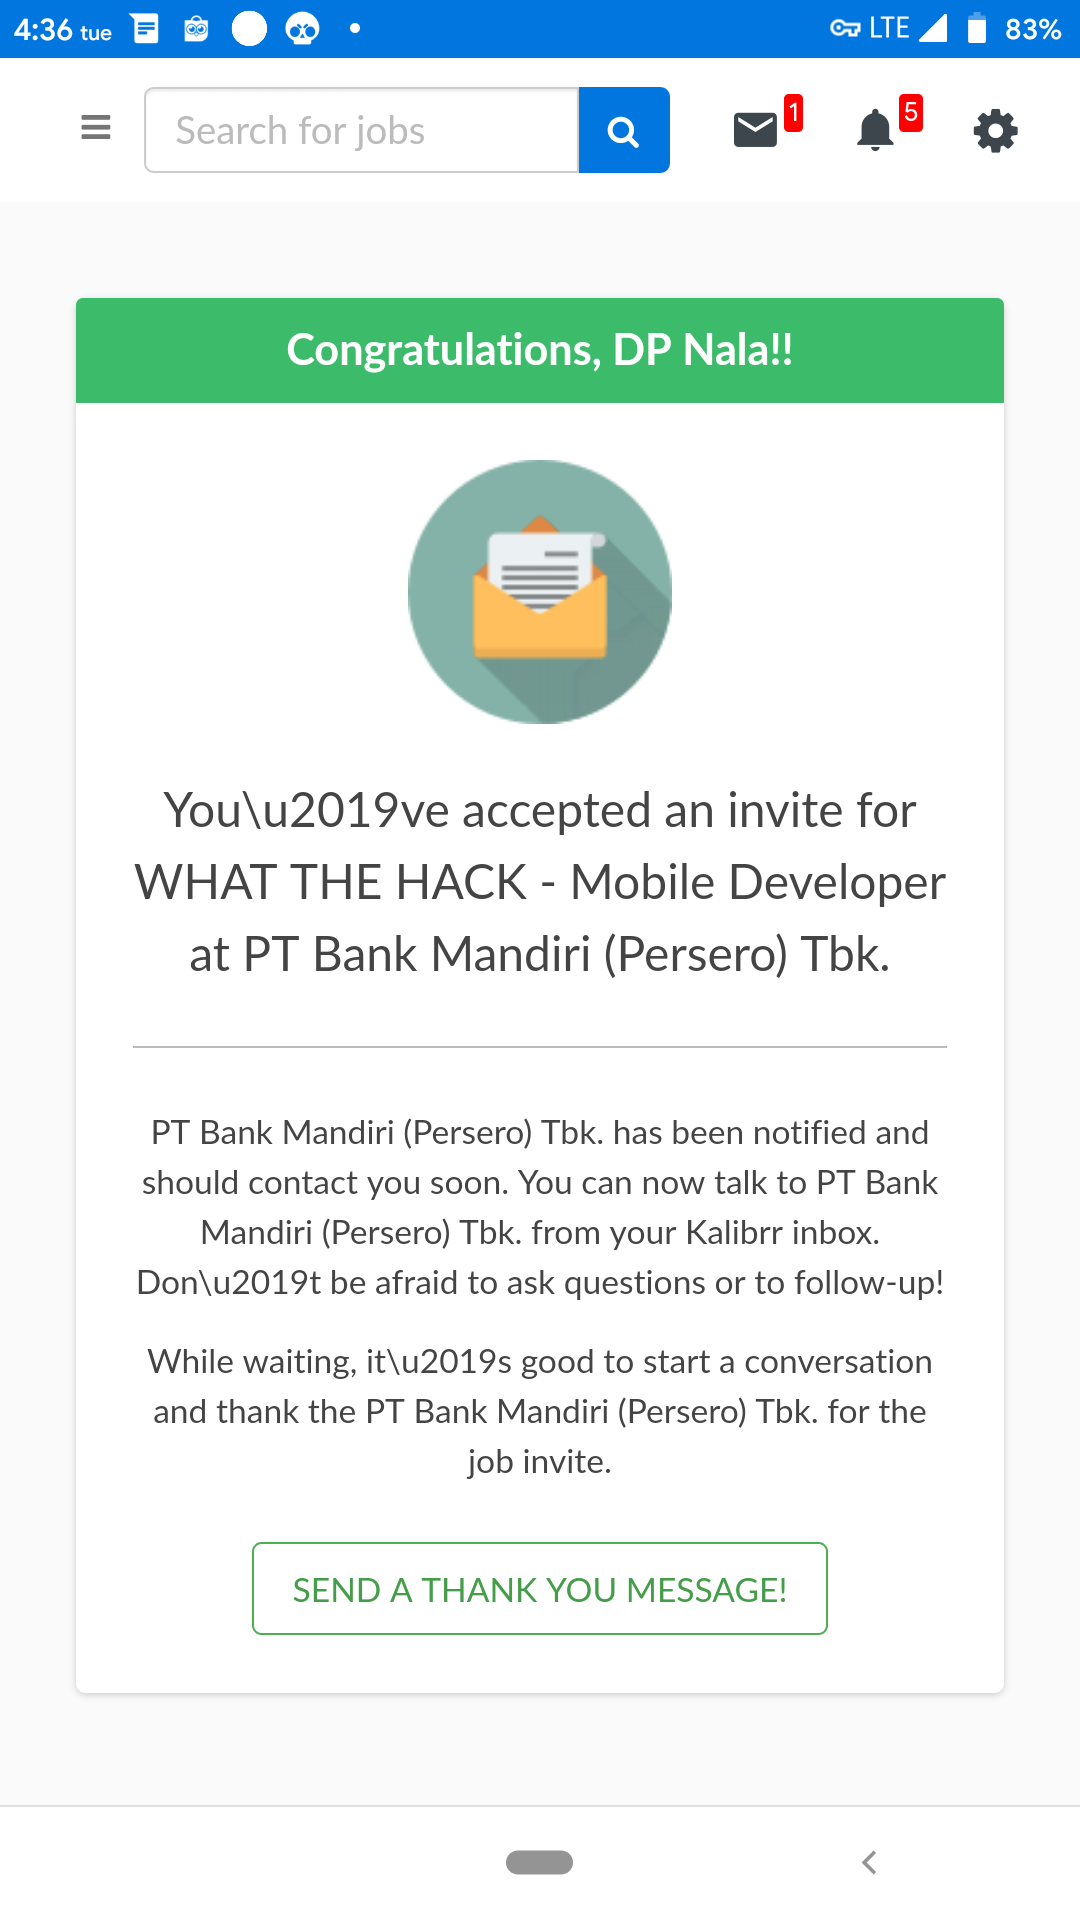 4:36 tue
LTE 83%
Search for jobs
1
5
Congratulations, DP Nala!!
You\u2019ve accepted an invite for
WHAT THE HACK - Mobile Developer
at PT Bank Mandiri (Persero) Tbk.
PT Bank Mandiri (Persero) Tbk. has been notified and
should contact you soon. You can now talk to PT Bank
Mandiri (Persero) Tbk. from your Kalibrr inbox.
Don\u2019t be afraid to ask questions or to follow-up!
While waiting, it\u2019s good to start a conversation
and thank the PT Bank Mandiri (Persero) Tbk. for the
job invite.
SEND A THANK YOU MESSAGE!